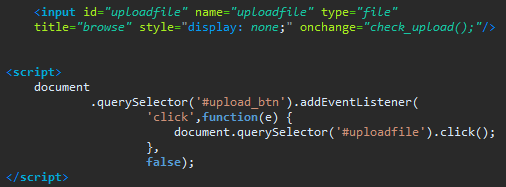 <input id="uploadfile" name="uploadfile" type="file"
title="browse" style="display: none;" onchange="check_upload();"/>
<script>
document
.querySelector('#upload_btn').addEventListener(
'click',function(e) {
document.querySelector('#uploadfile').click();
},
false);
</script>